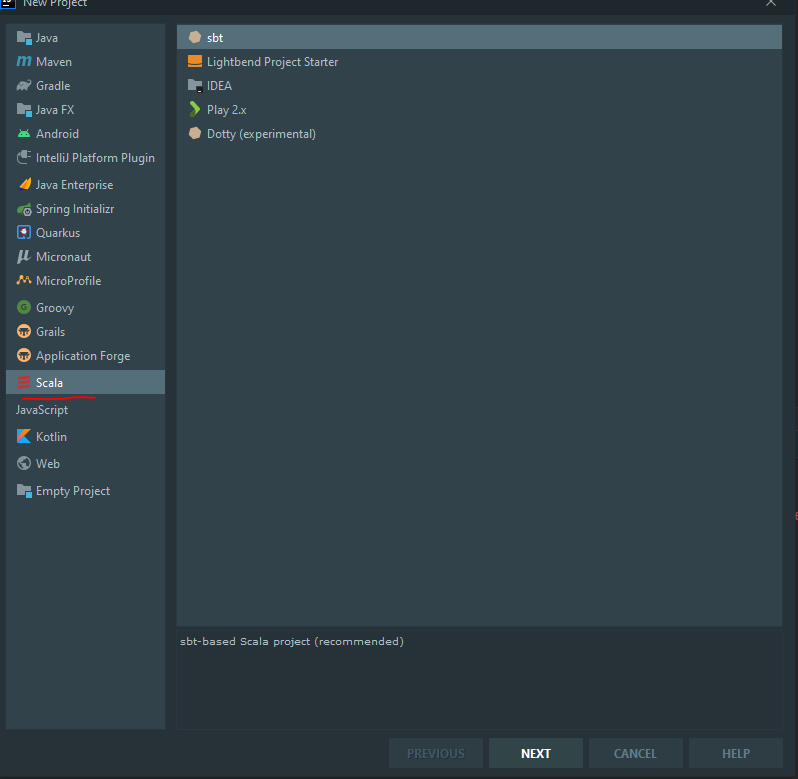 New Project
Java
Maven
Gradle
Java FX
Android
IntelliJ Platform Plugin
Java Enterprise
Spring Initializr
Quarkus
Micronaut
MicroProfile
Groovy
Grails
Application Forge
Scala
JavaScript
Kotlin
Web
Empty Project
sbt
Lightbend Project Starter
IDEA
Play 2.x
Dotty (experimental)
sbt-based Scala project (recommended)
PREVIOUS
NEXT
CANCEL
HELP